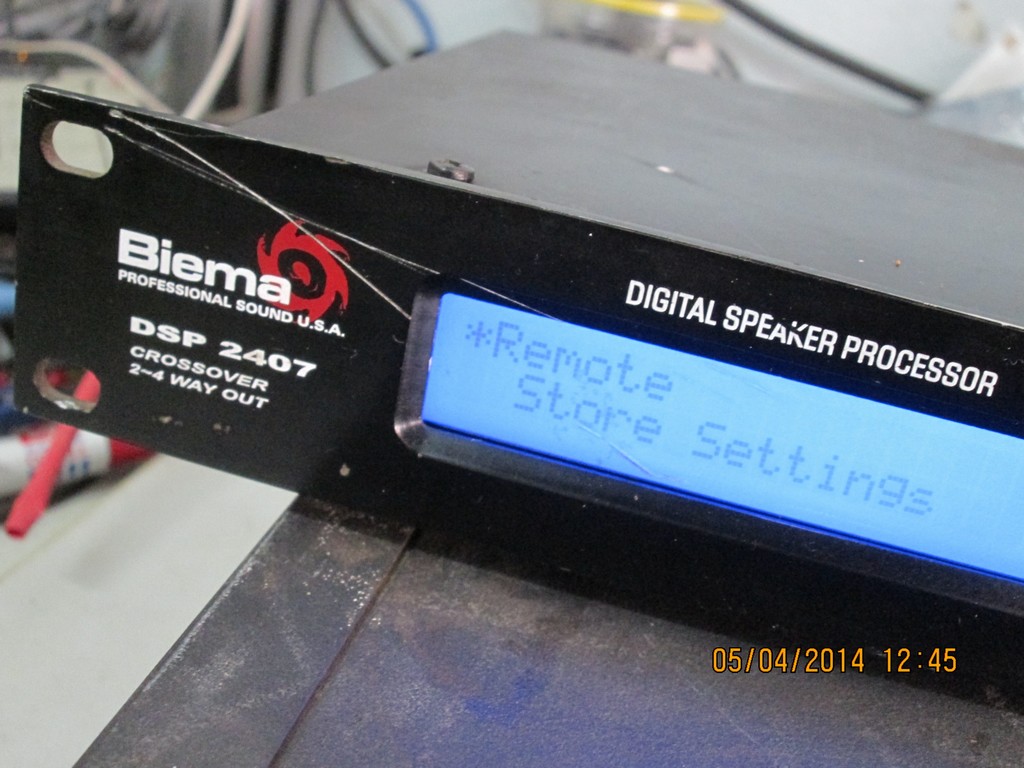 Biema
PROFESSIONAL SOUND U.S.A.
DSP 2407
CROSSOVER
2~4 WAY OUT
DIGITAL SPEAKER PROCESSOR
*Remote
Store Settings
05/04/2014 12:45